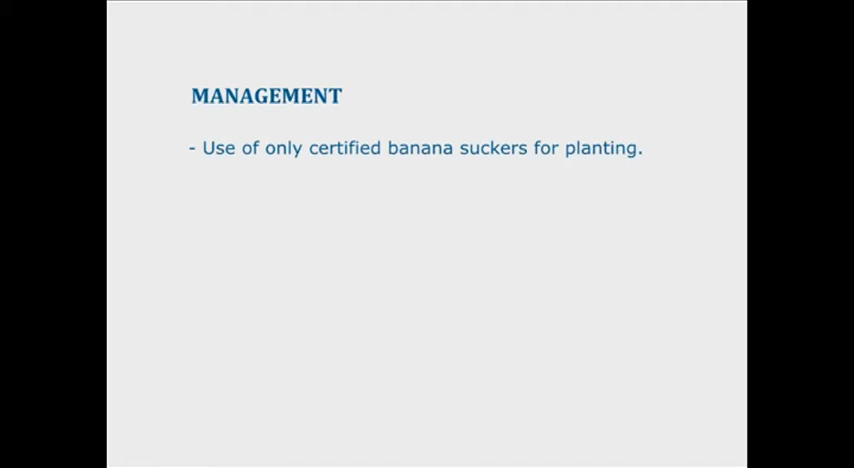 MANAGEMENT
- Use of only certified banana suckers for planting.